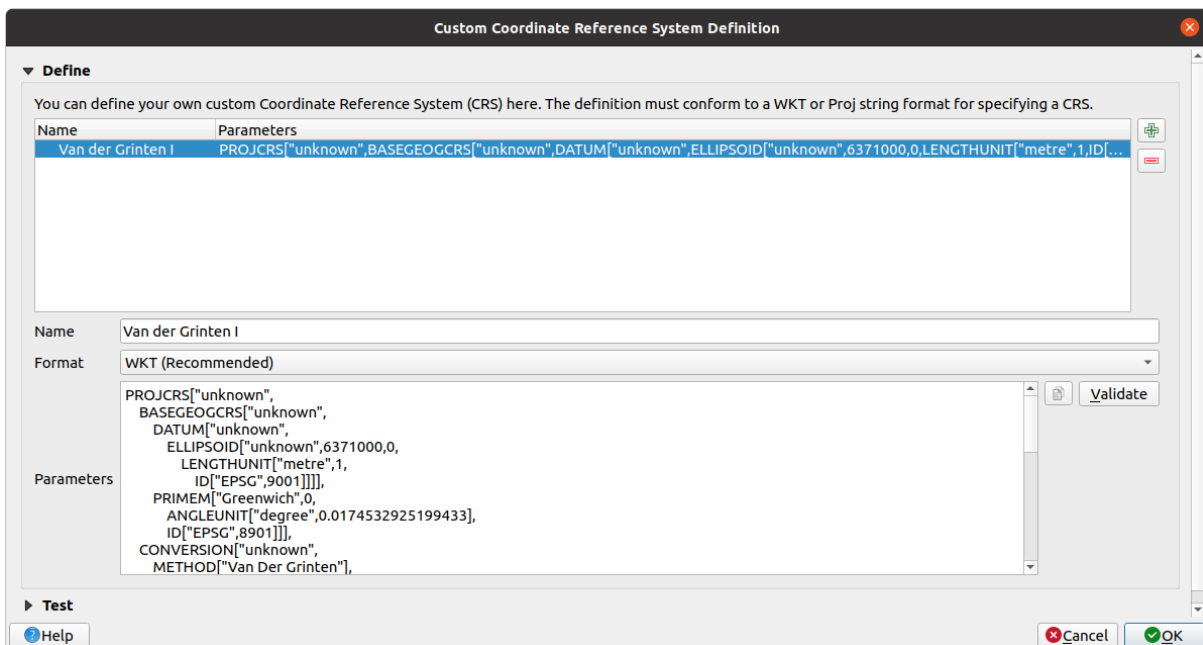 Custom Coordinate Reference System Definition
Define
You can define your own custom Coordinate Reference System (CRS) here. The definition must conform to a WKT or Proj string format for specifying a CRS.
Name Parameters
Van der Grinten I PROJCRS["unknown",BASEGEOGCRS["unknown",DATUM["unknown",ELLIPSOID["unknown",6371000,0,LENGTHUNIT["metre",1,ID[...
Name Van der Grinten I
Format WKT (Recommended)
Parameters
PROJCRS["unknown",
BASEGEOGCRS["unknown",
DATUM["unknown",
ELLIPSOID["unknown",6371000,0,
LENGTHUNIT["metre",1,
ID["EPSG",9001]]]],
PRIMEM["Greenwich",0,
ANGLEUNIT["degree",0.0174532925199433],
ID["EPSG",8901]]],
CONVERSION["unknown",
METHOD["Van Der Grinten"],
Validate
Test
Help Cancel OK